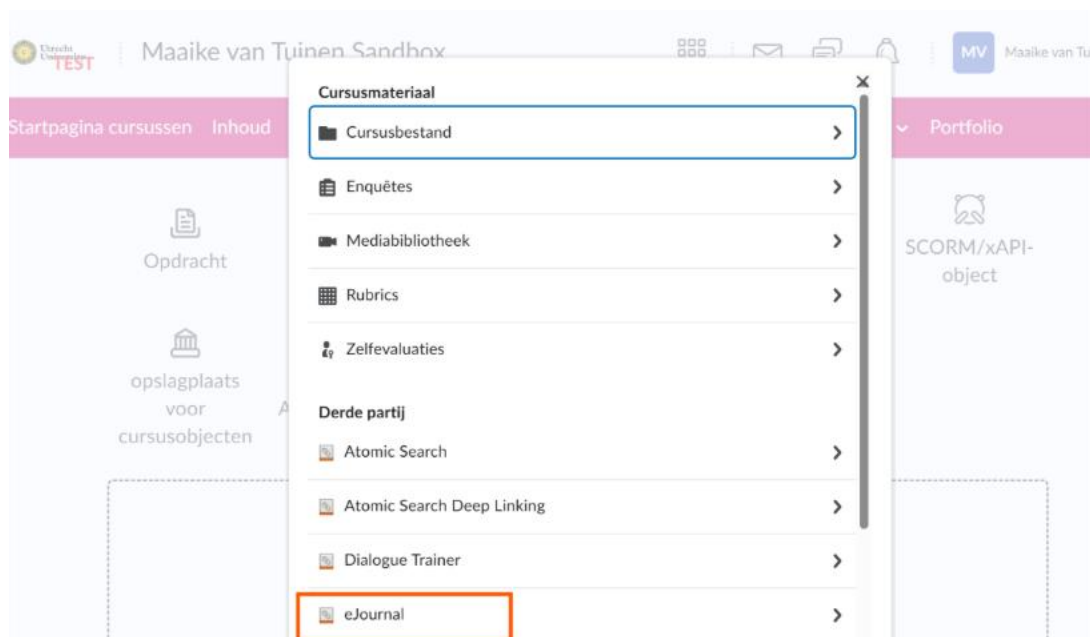 Utrecht
TEST
Maaike van Tuinen Sandbox
MV
Maaike van Tu
Startpagina cursussen
Inhoud
Portfolio
Cursusmateriaal
Cursusbestand
Enquêtes
Mediabibliotheek
Rubrics
Zelfevaluaties
Derde partij
Atomic Search
Atomic Search Deep Linking
Dialogue Trainer
eJournal
Opdracht
opslagplaats
voor
cursusobjecten
A
SCORM/xAPI-
object